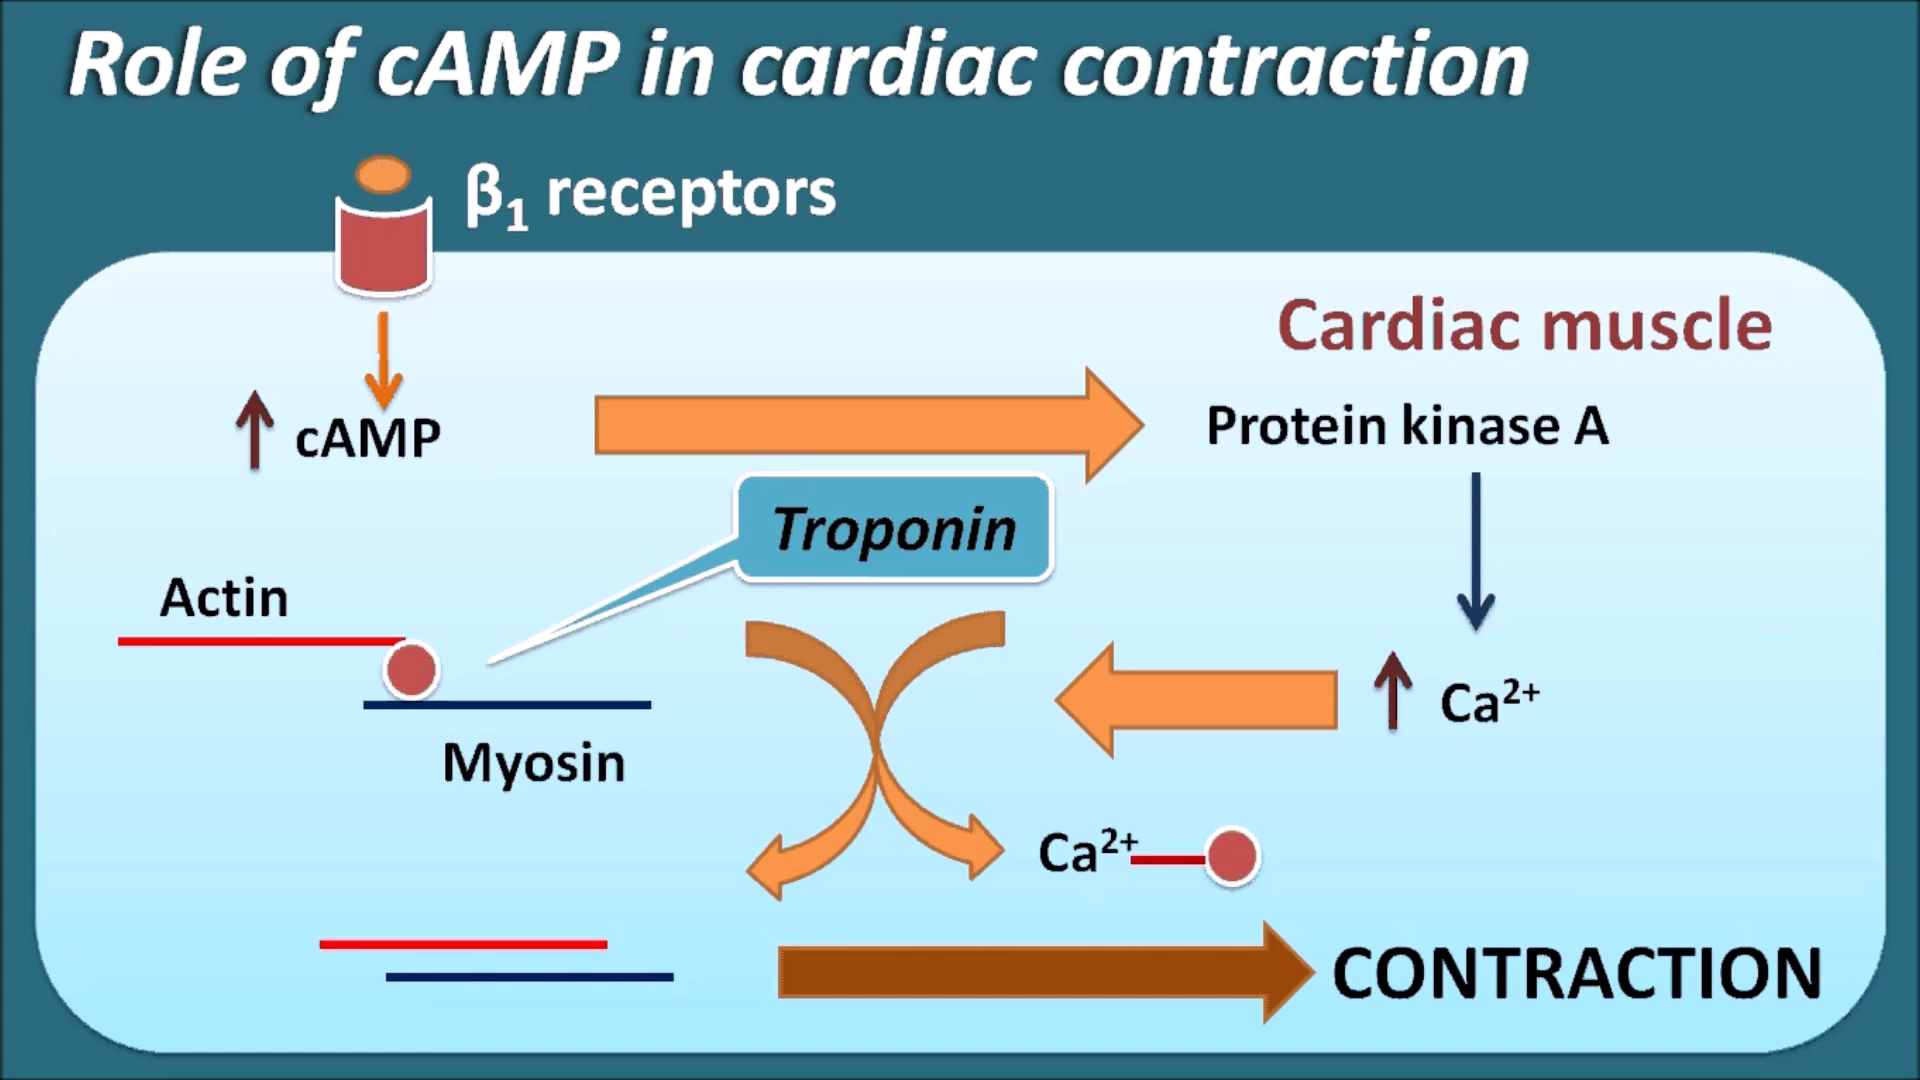 Role of cAMP in cardiac contraction
β₁ receptors
Cardiac muscle
cAMP
Protein kinase A
Troponin
Actin
Ca²⁺
Myosin
Ca²⁺
CONTRACTION